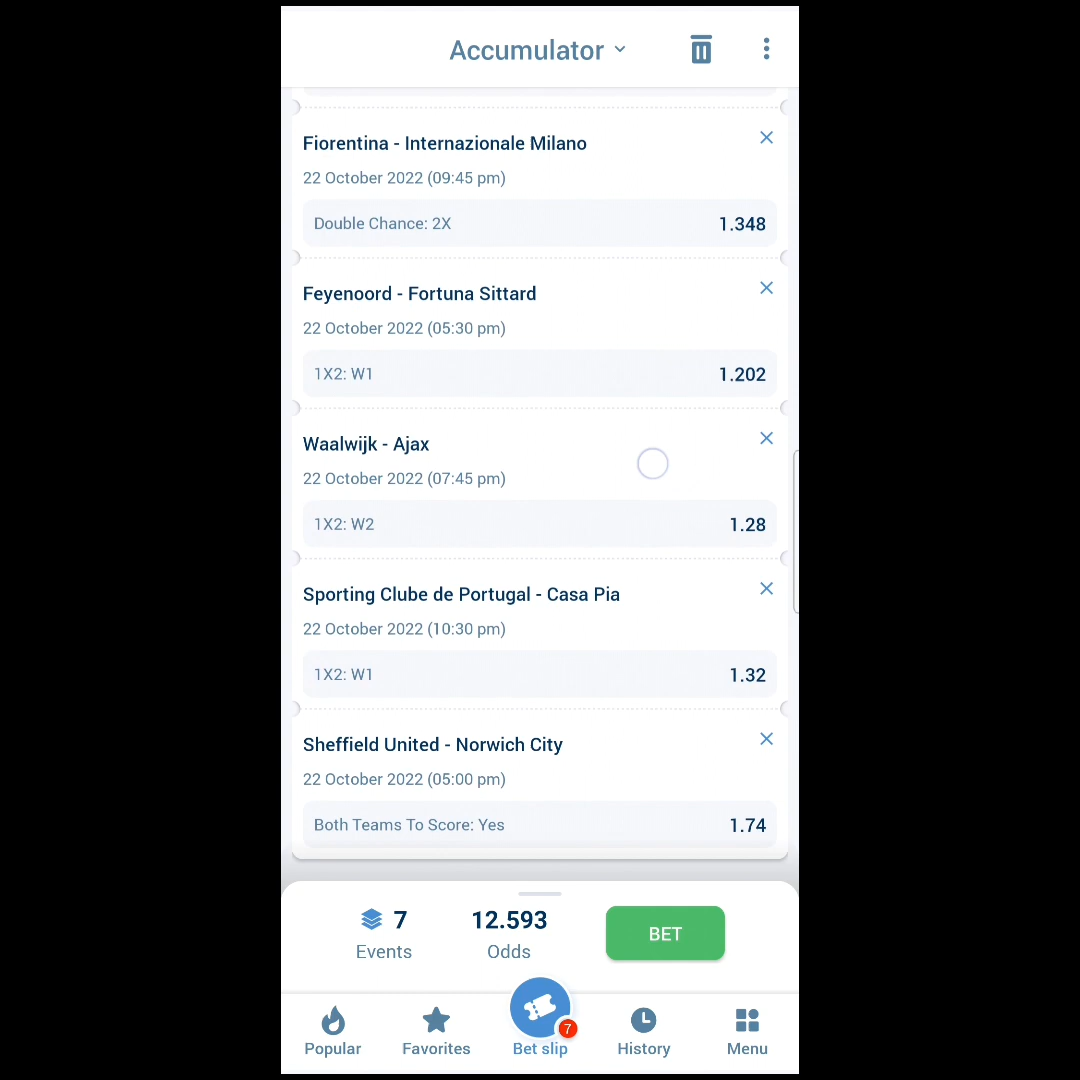 Accumulator
Fiorentina - Internazionale Milano
22 October 2022 (09:45 pm)
Double Chance: 2X 1.348
Feyenoord - Fortuna Sittard
22 October 2022 (05:30 pm)
1X2: W1 1.202
Waalwijk - Ajax
22 October 2022 (07:45 pm)
1X2: W2 1.28
Sporting Clube de Portugal - Casa Pia
22 October 2022 (10:30 pm)
1X2: W1 1.32
Sheffield United - Norwich City
22 October 2022 (05:00 pm)
Both Teams To Score: Yes 1.74
7 12.593 BET
Events Odds
7
Popular Favorites Bet slip History Menu